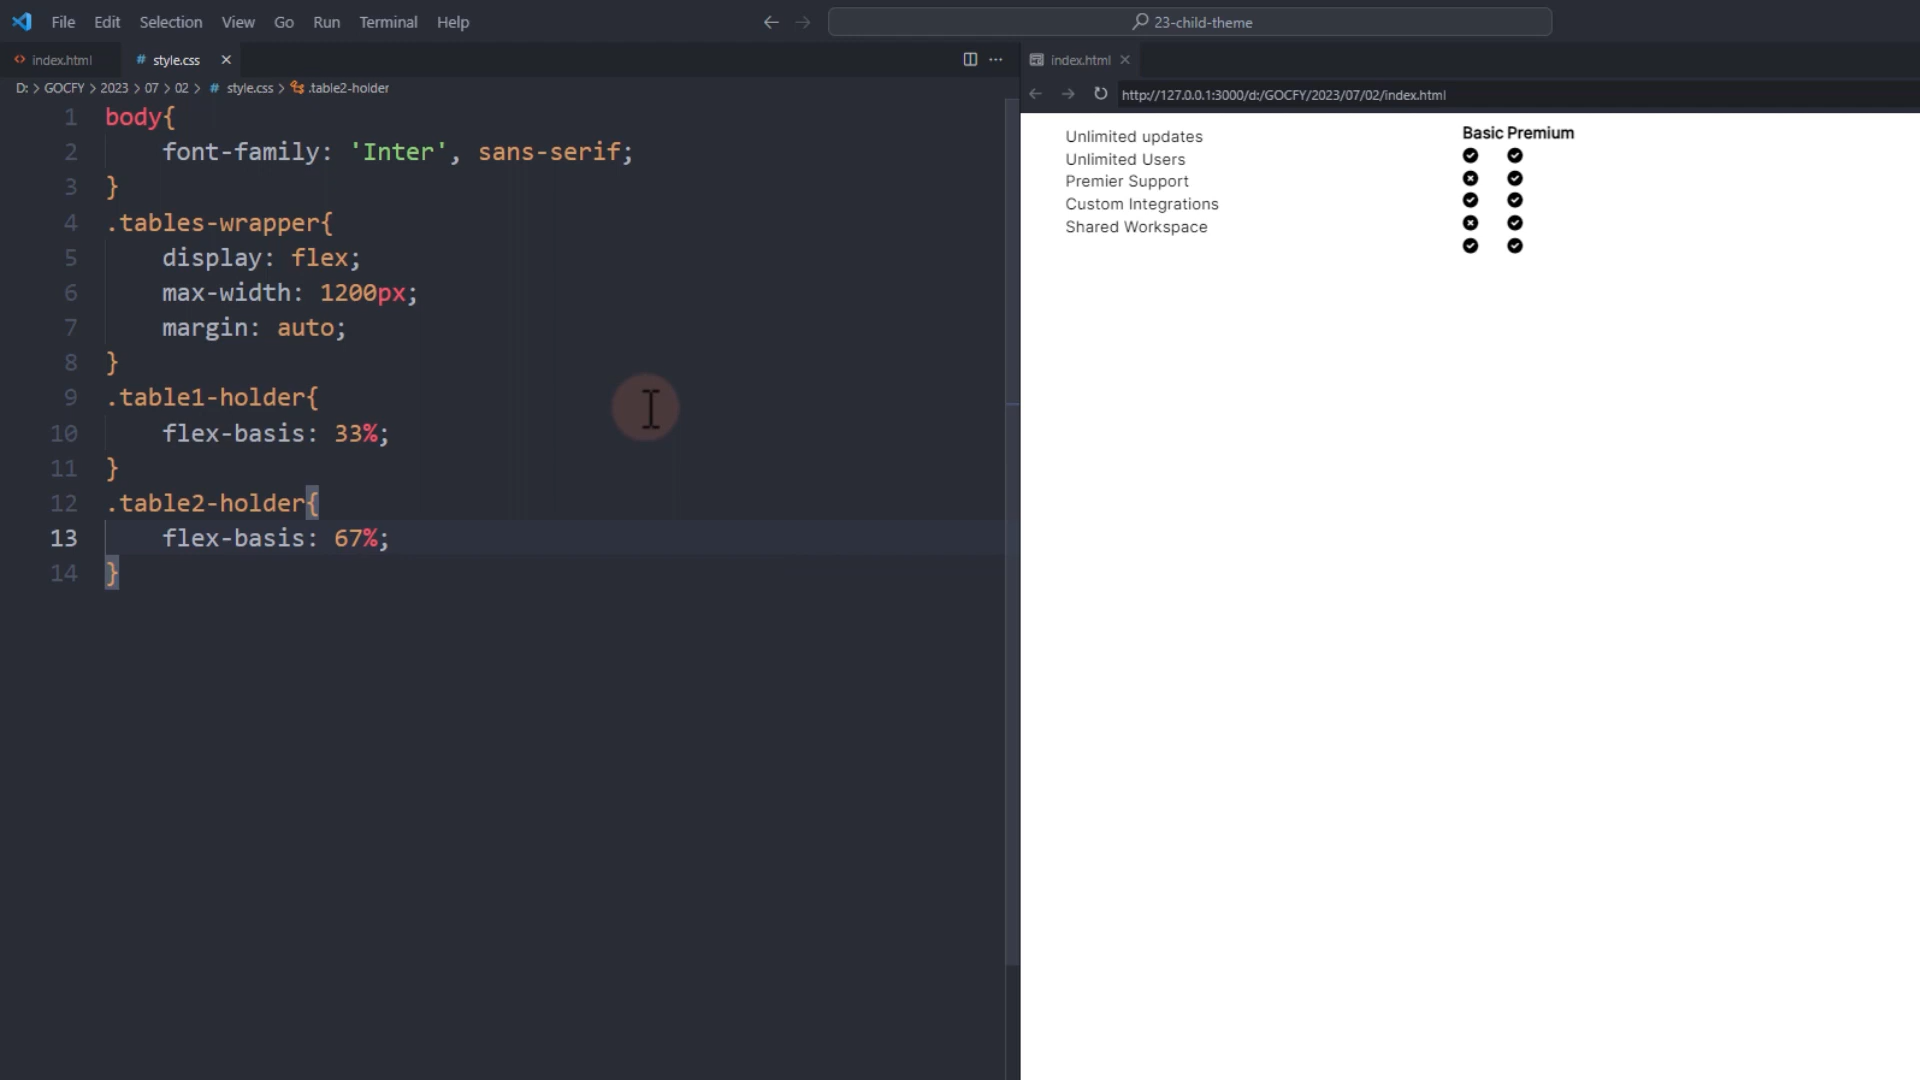 File Edit Selection View Go Run Terminal Help
23-child-theme
index.html
# style.css
index.html
D: > GOCFY > 2023 > 07 > 02 > # style.css > .table2-holder
http://127.0.0.1:3000/d:/GOCFY/2023/07/02/index.html
1 body{
2 font-family: 'Inter', sans-serif;
3 }
4 .tables-wrapper{
5 display: flex;
6 max-width: 1200px;
7 margin: auto;
8 }
9 .table1-holder{
10 flex-basis: 33%;
11 }
12 .table2-holder{
13 flex-basis: 67%;
14 }
Unlimited updates
Unlimited Users
Premier Support
Custom Integrations
Shared Workspace
Basic Premium